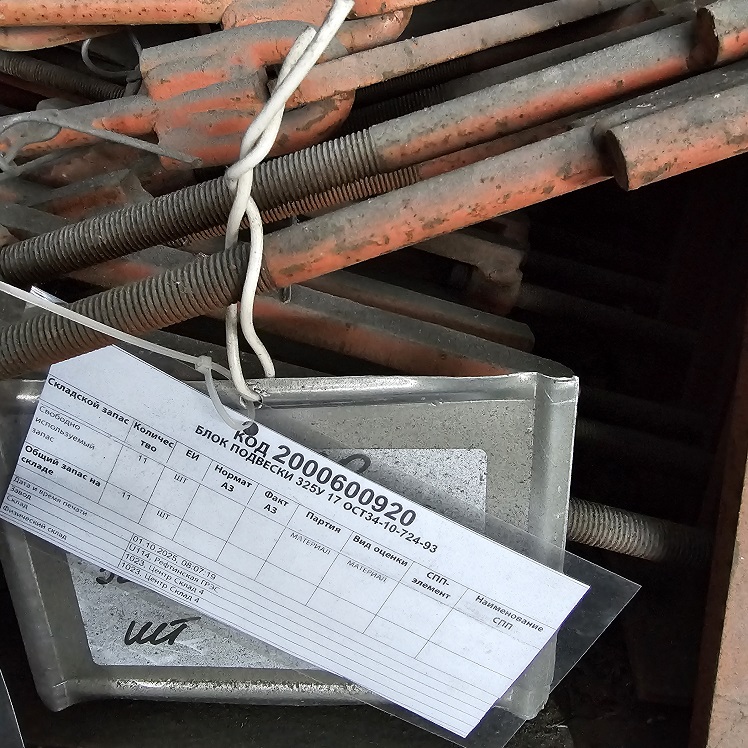 Код 2000600920
БЛОК ПОДВЕСКИ 325У 17 ОСТ34-10-724-93
Складской запас Количество ЕИ Нормат АЗ Факт АЗ Партия Вид оценки СПП-элемент Наименование СПП
Свободно используемый запас 11 шт МАТЕРИАЛ МАТЕРИАЛ
Общий запас на складе 11 шт
Дата и время печати 01.10.2025, 08:07:19
Завод U114, Рефтинская ГРЭС
Склад 1023, Центр Склад 4
Физический склад 1023, Центр Склад 4
шт